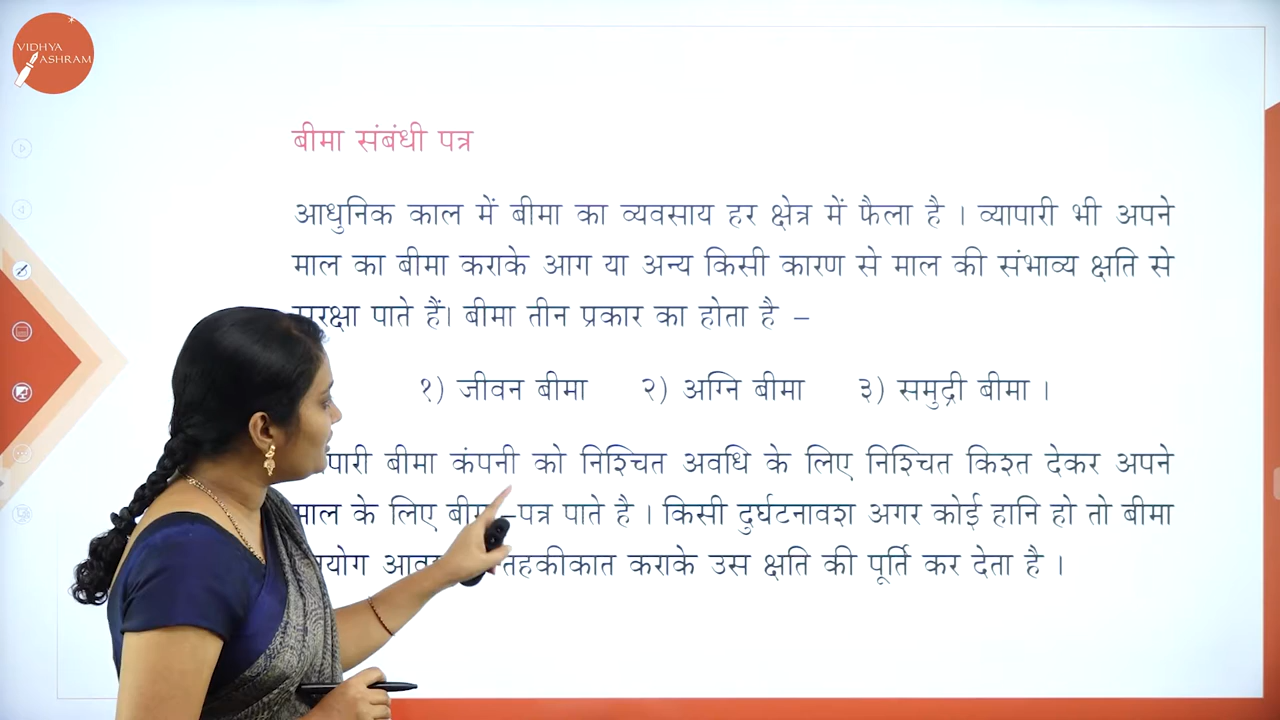 VIDHYA
ASHRAM
बीमा संबंधी पत्र
आधुनिक काल में बीमा का व्यवसाय हर क्षेत्र में फैला है । व्यापारी भी अपने
माल का बीमा कराके आग या अन्य किसी कारण से माल की संभाव्य क्षति से
सुरक्षा पाते हैं। बीमा तीन प्रकार का होता है –
१) जीवन बीमा २) अग्नि बीमा ३) समुद्री बीमा ।
बीमा कंपनी को निश्चित अवधि के लिए निश्चित किश्त देकर अपने
माल के लिए –पत्र पाते है । किसी दुर्घटनावश अगर कोई हानि हो तो बीमा
तहकीकात कराके उस क्षति की पूर्ति कर देता है ।